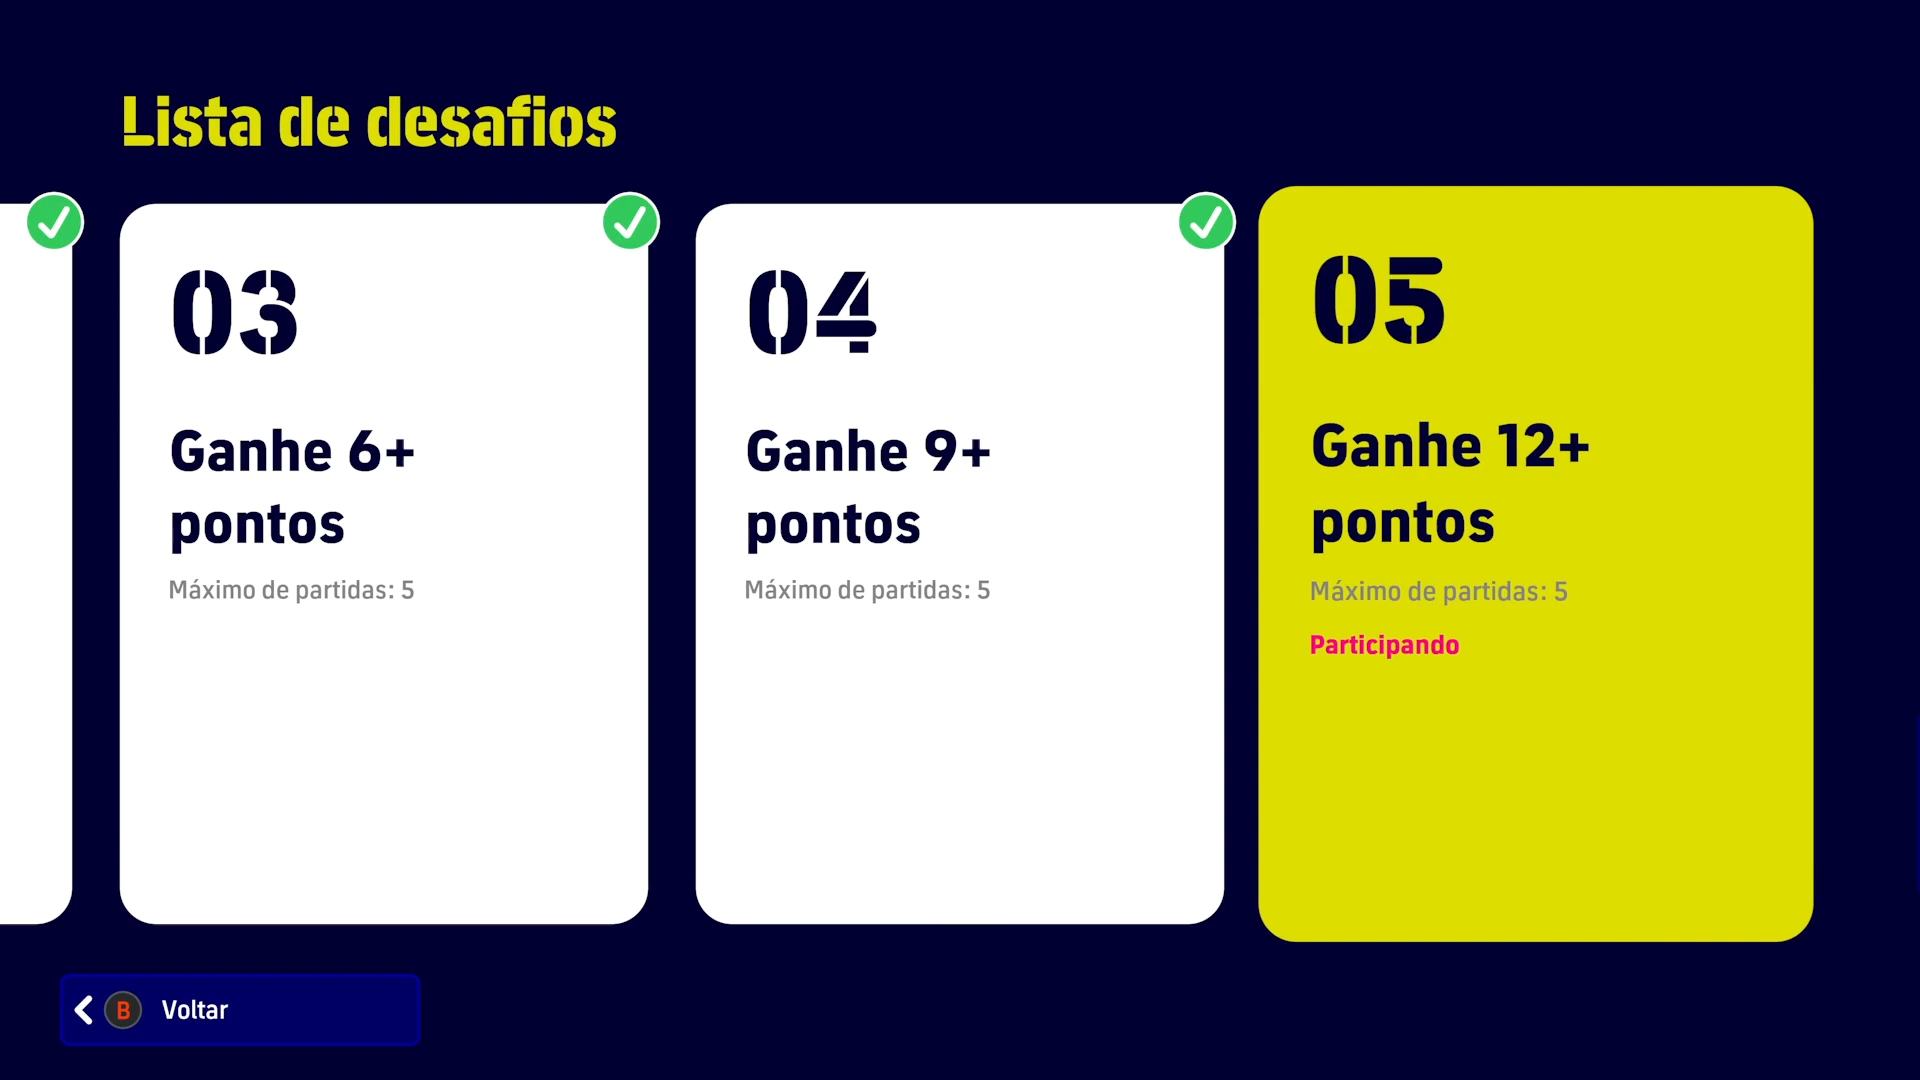 Lista de desafios
03
Ganhe 6+
pontos
Máximo de partidas: 5
04
Ganhe 9+
pontos
Máximo de partidas: 5
05
Ganhe 12+
pontos
Máximo de partidas: 5
Participando
B Voltar